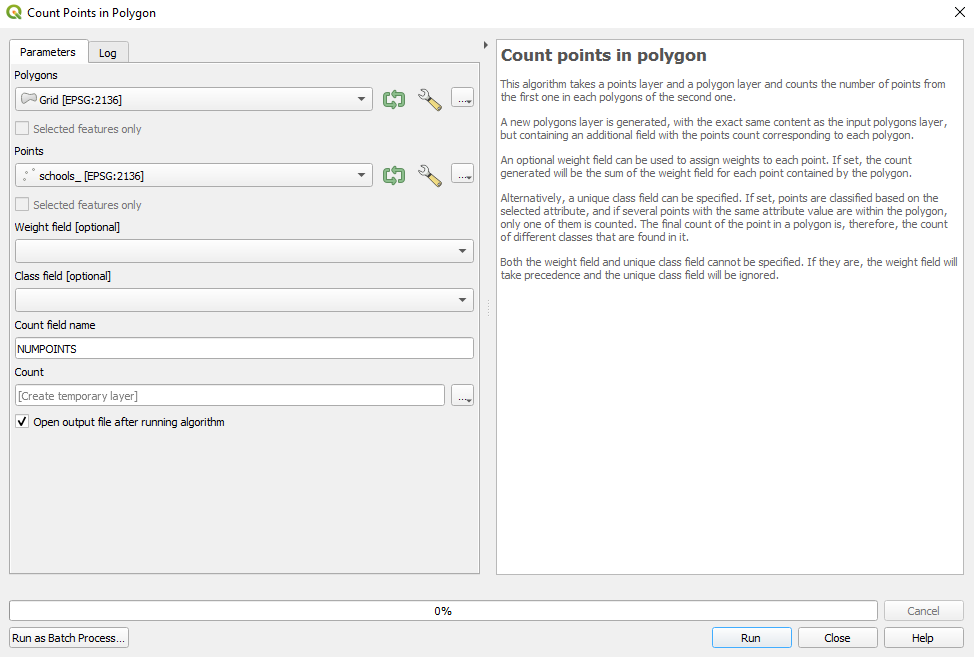 Count Points in Polygon
Parameters
Log
Polygons
Grid [EPSG:2136]
...
Selected features only
Points
schools_ [EPSG:2136]
...
Selected features only
Weight field [optional]
Class field [optional]
Count field name
NUMPOINTS
Count
[Create temporary layer]
...
Open output file after running algorithm
Count points in polygon
This algorithm takes a points layer and a polygon layer and counts the number of points from
the first one in each polygons of the second one.
A new polygons layer is generated, with the exact same content as the input polygons layer,
but containing an additional field with the points count corresponding to each polygon.
An optional weight field can be used to assign weights to each point. If set, the count
generated will be the sum of the weight field for each point contained by the polygon.
Alternatively, a unique class field can be specified. If set, points are classified based on the
selected attribute, and if several points with the same attribute value are within the polygon,
only one of them is counted. The final count of the point in a polygon is, therefore, the count
of different classes that are found in it.
Both the weight field and unique class field cannot be specified. If they are, the weight field will
take precedence and the unique class field will be ignored.
0%
Cancel
Run as Batch Process...
Run
Close
Help